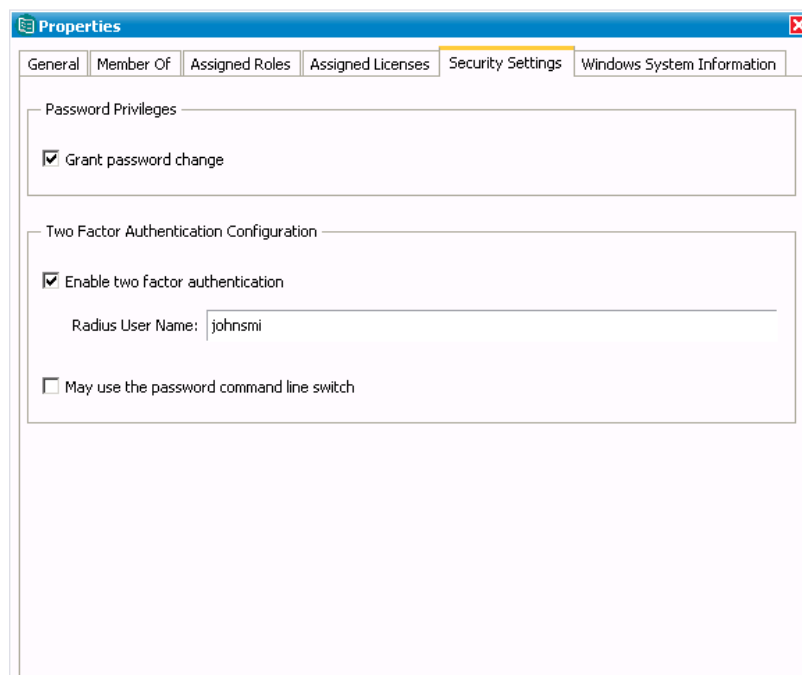 Properties
General Member Of Assigned Roles Assigned Licenses Security Settings Windows System Information
Password Privileges
Grant password change
Two Factor Authentication Configuration
Enable two factor authentication
Radius User Name: johnsmi
May use the password command line switch